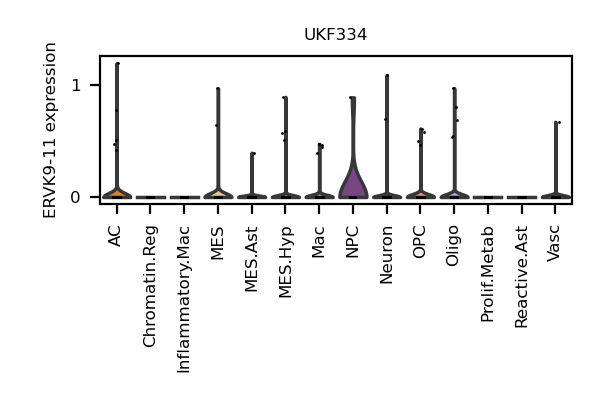 UKF334
ERVK9-11 expression
1
0
AC
Chromatin.Reg
Inflammatory.Mac
MES
MES.Ast
MES.Hyp
Mac
NPC
Neuron
OPC
Oligo
Prolif.Metab
Reactive.Ast
Vasc